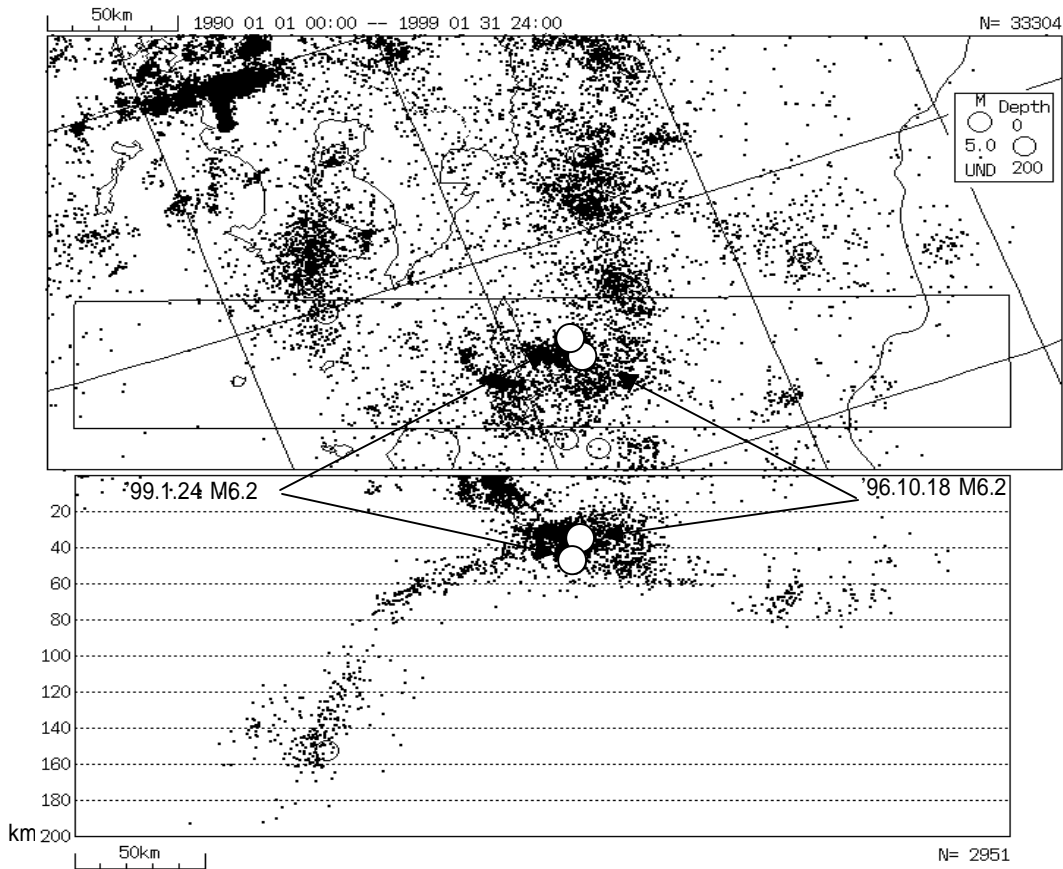 50km
1990 01 01 00:00 -- 1999 01 31 24:00
N= 33304
M Depth
0
5.0
UND 200
'99.1.24 M6.2
'96.10.18 M6.2
20
40
60
80
100
120
140
160
180
km 200
50km
N= 2951